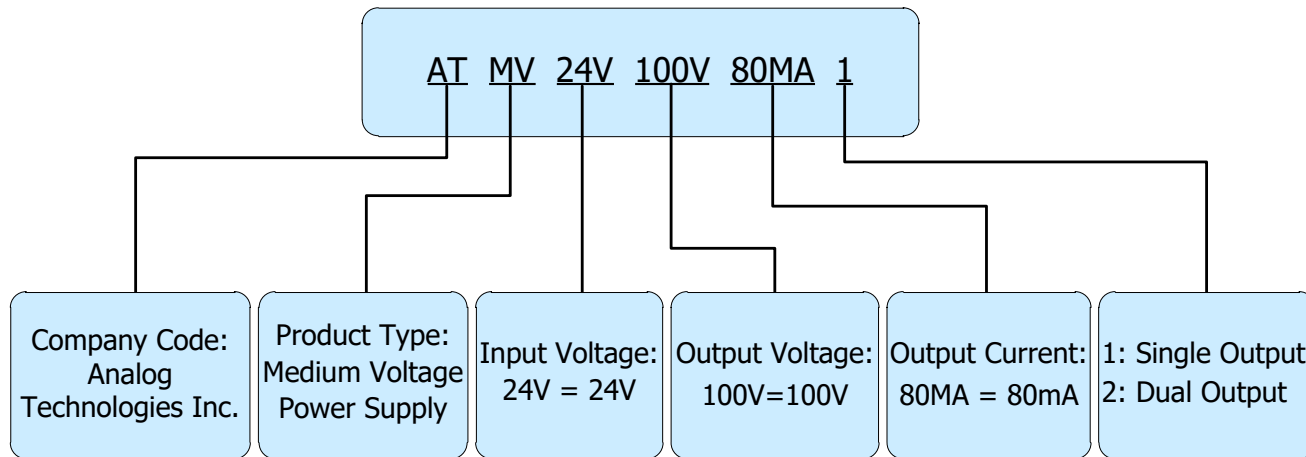 AT MV 24V 100V 80MA 1
Company Code:
Analog
Technologies Inc.
Product Type:
Medium Voltage
Power Supply
Input Voltage:
24V = 24V
Output Voltage:
100V=100V
Output Current:
80MA = 80mA
1: Single Output
2: Dual Output